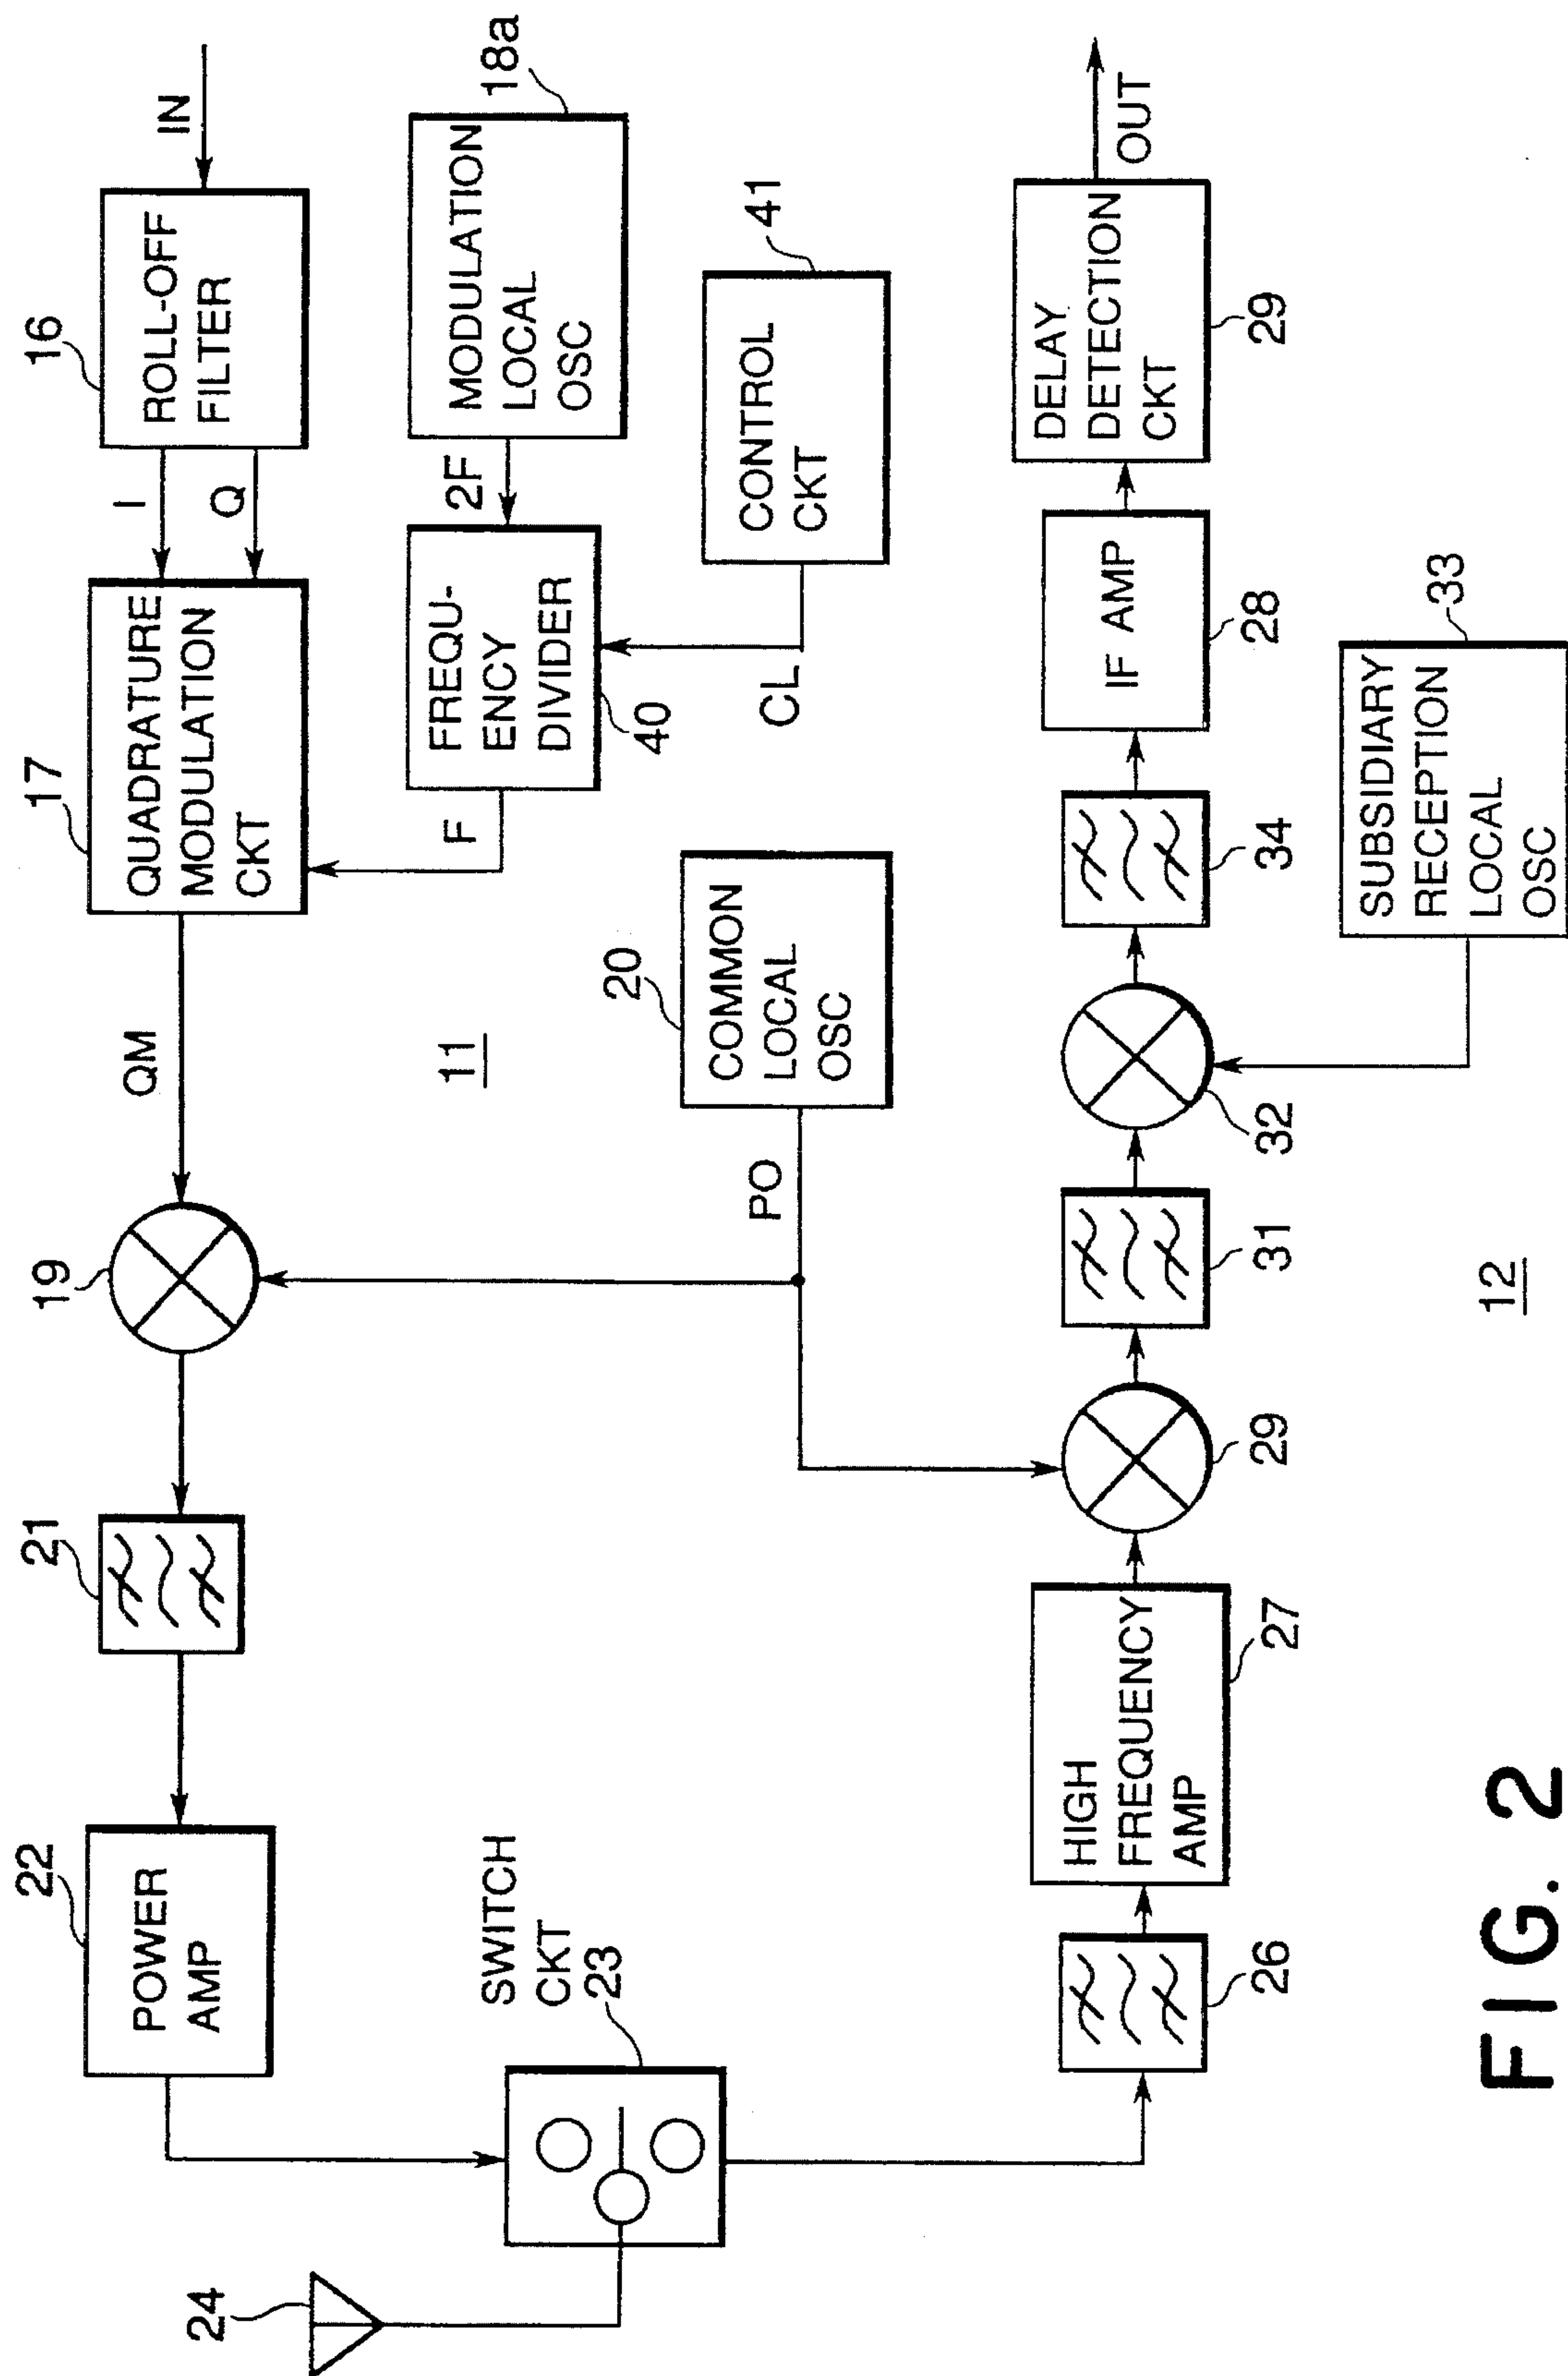 24
22
POWER
AMP
21
19
QM
17
QUADRATURE
MODULATION
CKT
I
Q
16
ROLL-OFF
FILTER
IN
SWITCH
CKT
23
11
F
FREQU-
ENCY
DIVIDER
40
2F
MODULATION
LOCAL
OSC
18a
20
COMMON
LOCAL
OSC
PO
CL
CONTROL
CKT
41
26
HIGH
FREQUENCY
AMP
27
29
31
32
34
IF AMP
28
DELAY
DETECTION
CKT
29
OUT
12
SUBSIDIARY
RECEPTION
LOCAL
OSC
33
FIG. 2